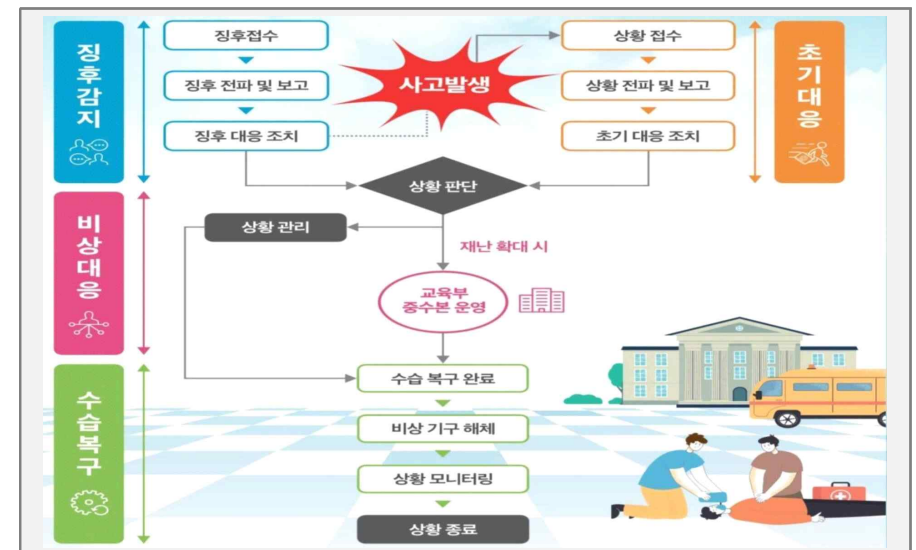 징후감지
징후접수
징후 전파 및 보고
징후 대응 조치
사고발생
상황 접수
상황 전파 및 보고
초기 대응 조치
초기대응
상황 판단
비상대응
상황 관리
재난 확대 시
교육부
중수본 운영
수습복구
수습 복구 완료
비상 기구 해체
상황 모니터링
상황 종료